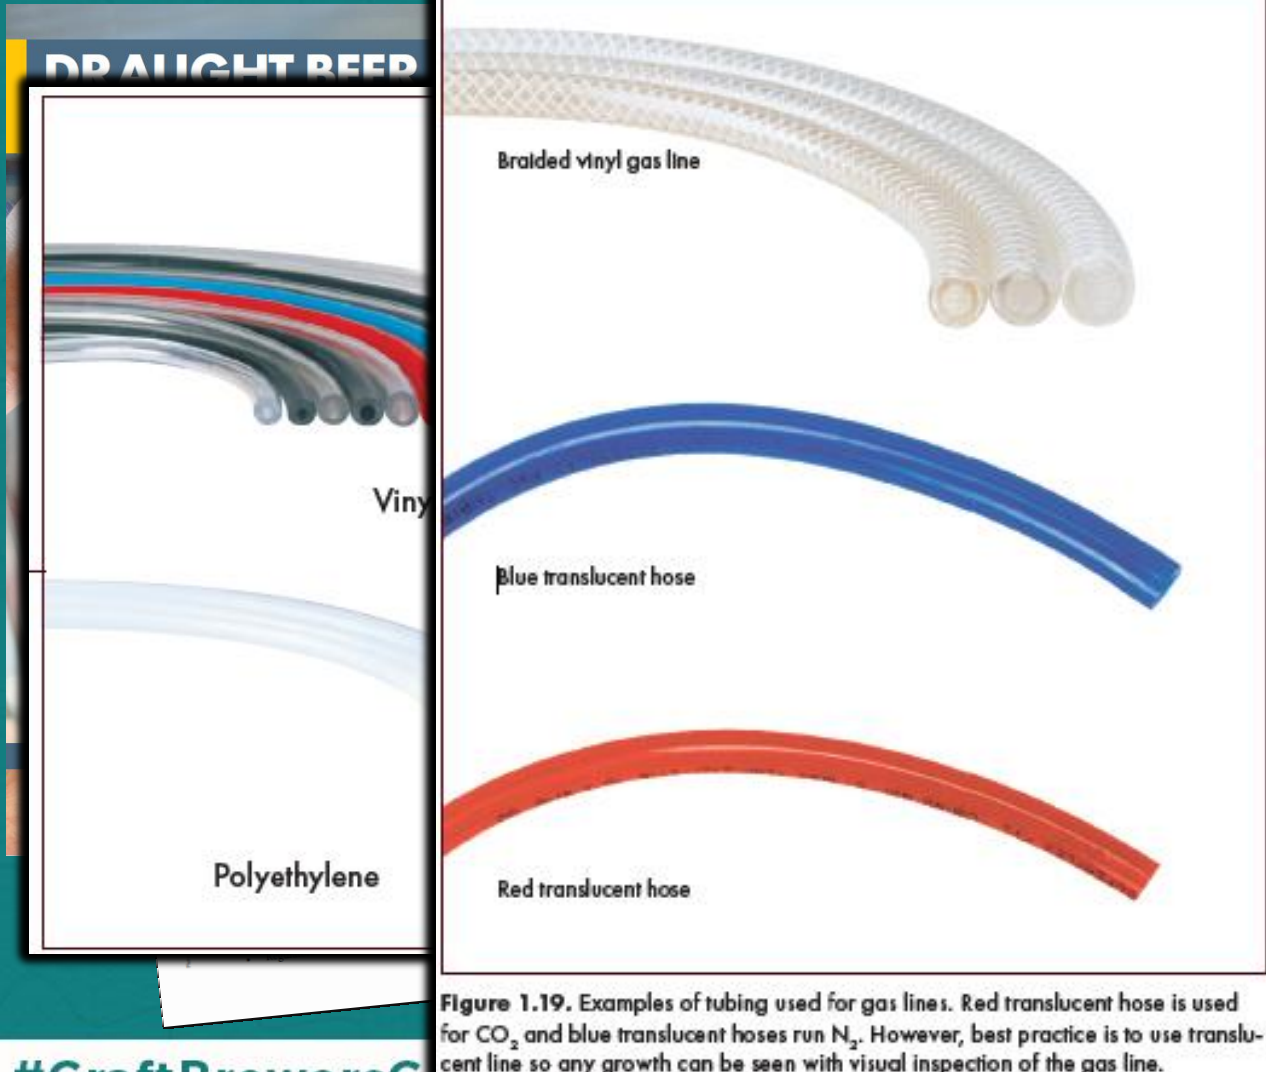 DRAUGHT BEER
Braided vinyl gas line
Viny
Blue translucent hose
Polyethylene
Red translucent hose
Figure 1.19. Examples of tubing used for gas lines. Red translucent hose is used
for CO₂ and blue translucent hoses run N₂. However, best practice is to use translu-
cent line so any growth can be seen with visual inspection of the gas line.
#CraftBrewersC